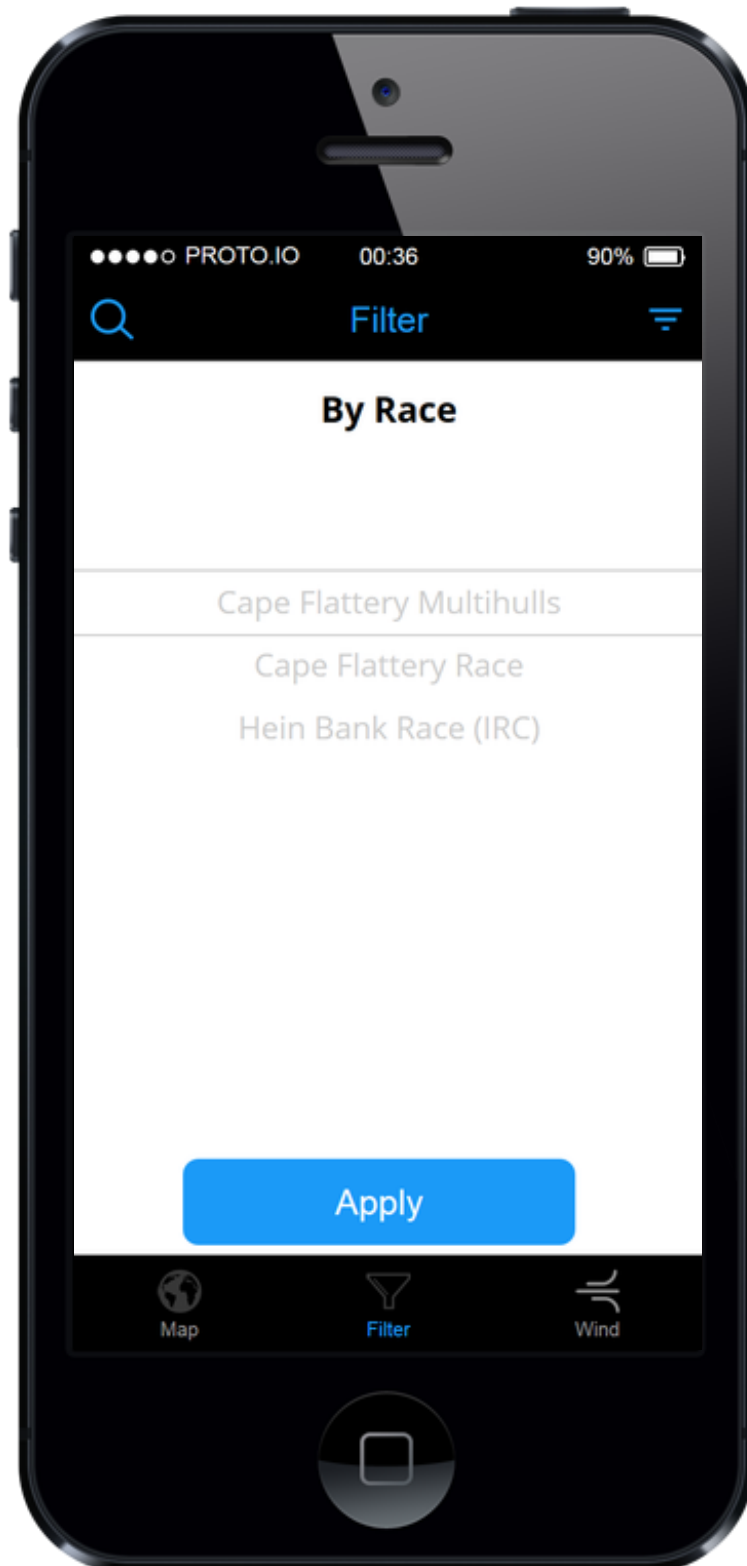 PROTO.IO 00:36 90%
Filter
By Race
Cape Flattery Multihulls
Cape Flattery Race
Hein Bank Race (IRC)
Apply
Map Filter Wind